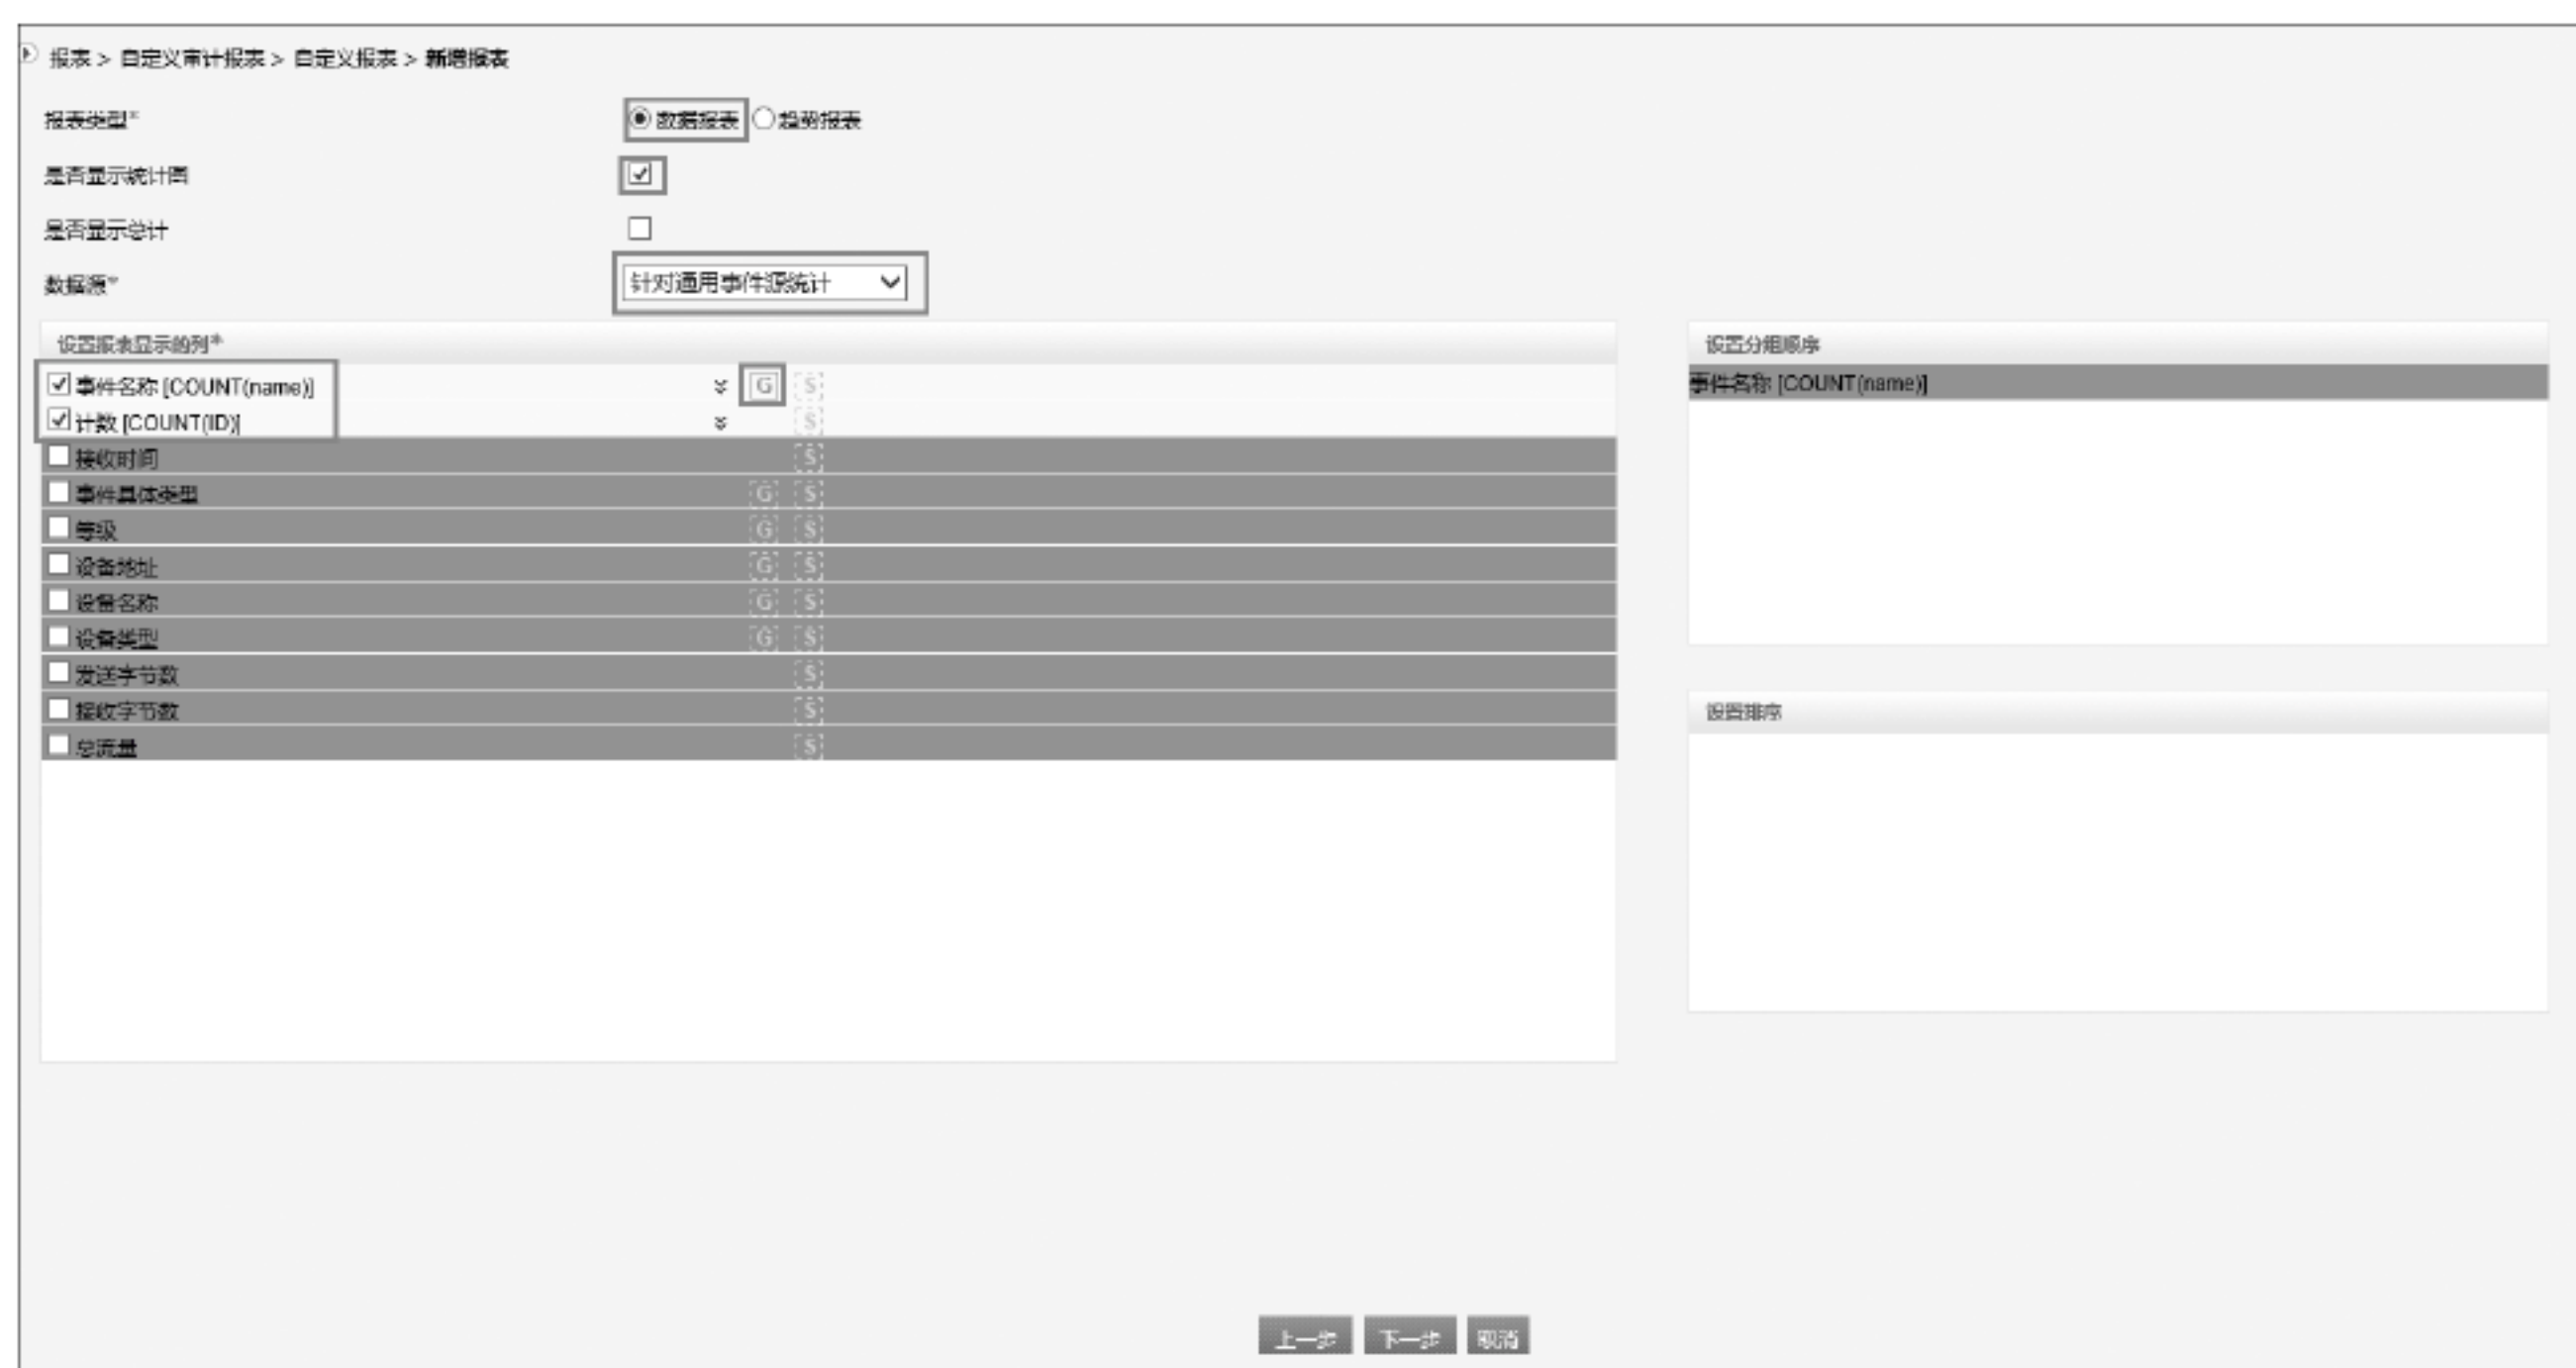 报表 > 自定义审计报表 > 自定义报表 > 新增报表
报表类型*
数据报表 趋势报表
是否显示统计图
是否显示总计
数据源*
针对通用事件源统计
设置报表显示的列*
事件名称 [COUNT(name)] G S
计数 [COUNT(ID)] S
接收时间 S
事件具体类型 G S
等级 G S
设备地址 G S
设备名称 G S
设备类型 G S
发送字节数 S
接收字节数 S
总流量 S
设置分组顺序
事件名称 [COUNT(name)]
设置排序
上一步 下一步 取消